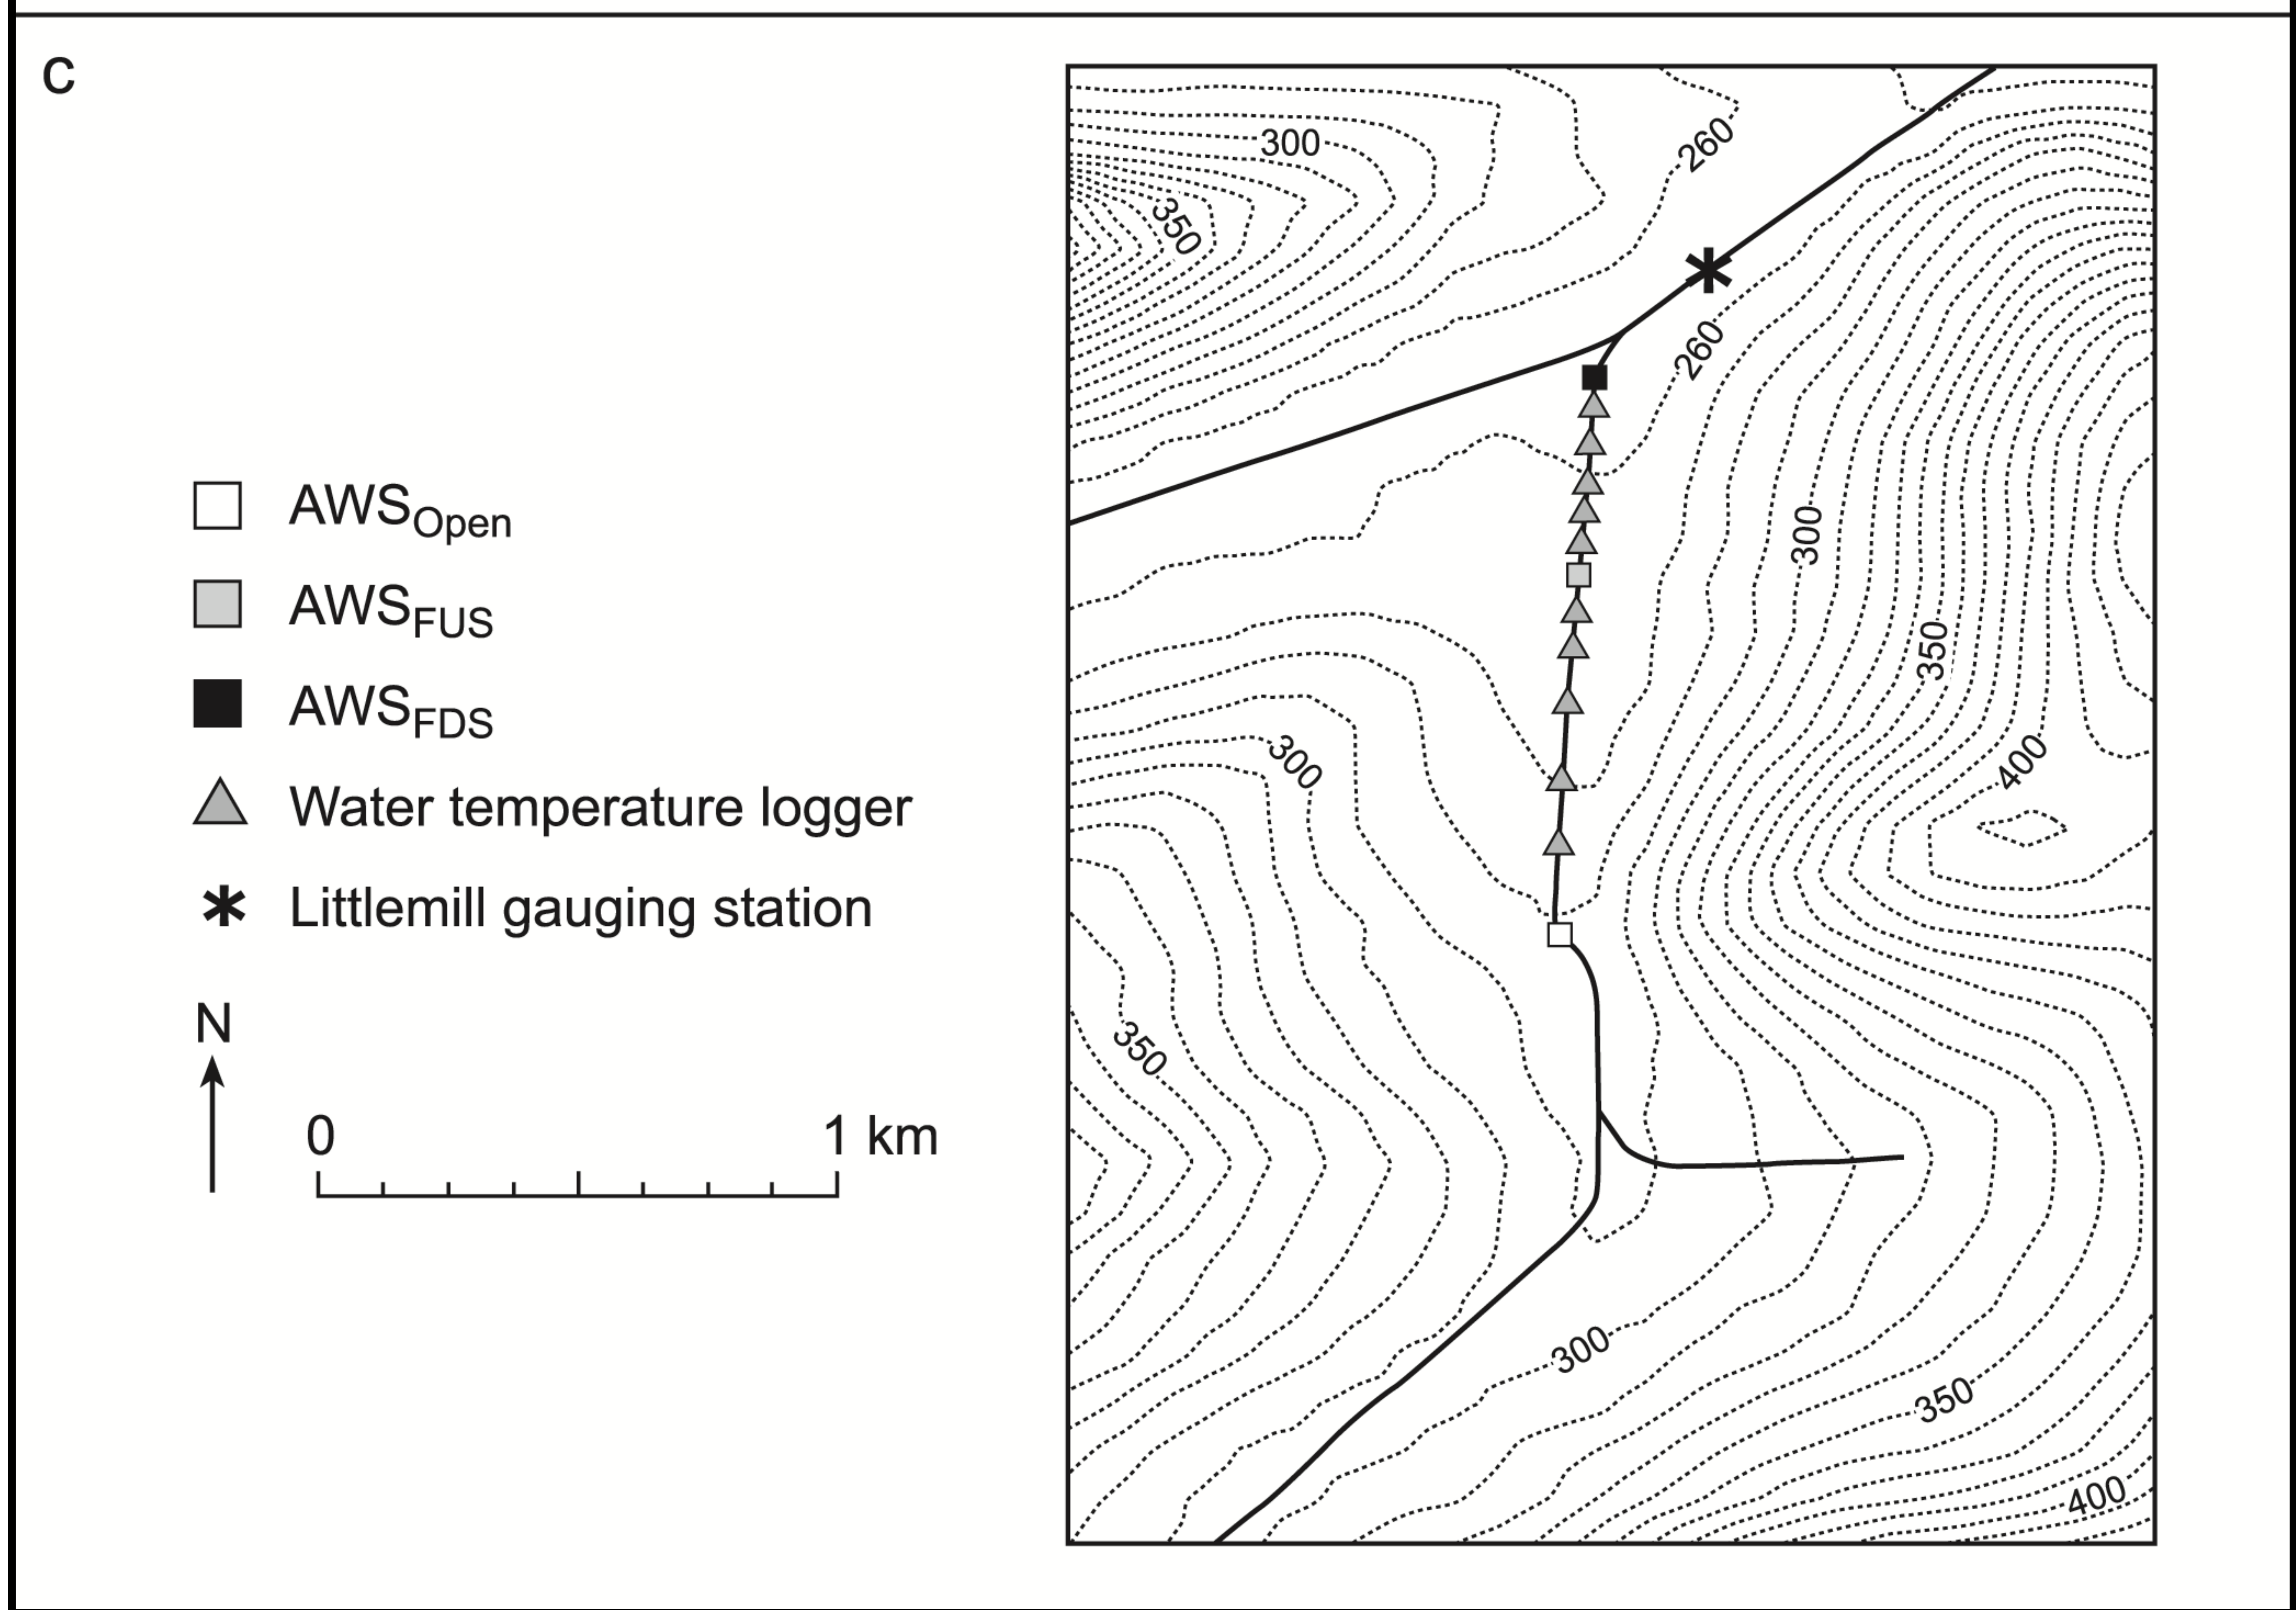 c
300
260
350
260
AWSOpen
300
AWSFUS
350
AWSFDS
300
400
Water temperature logger
Littlemill gauging station
N
350
0
1 km
300
350
400